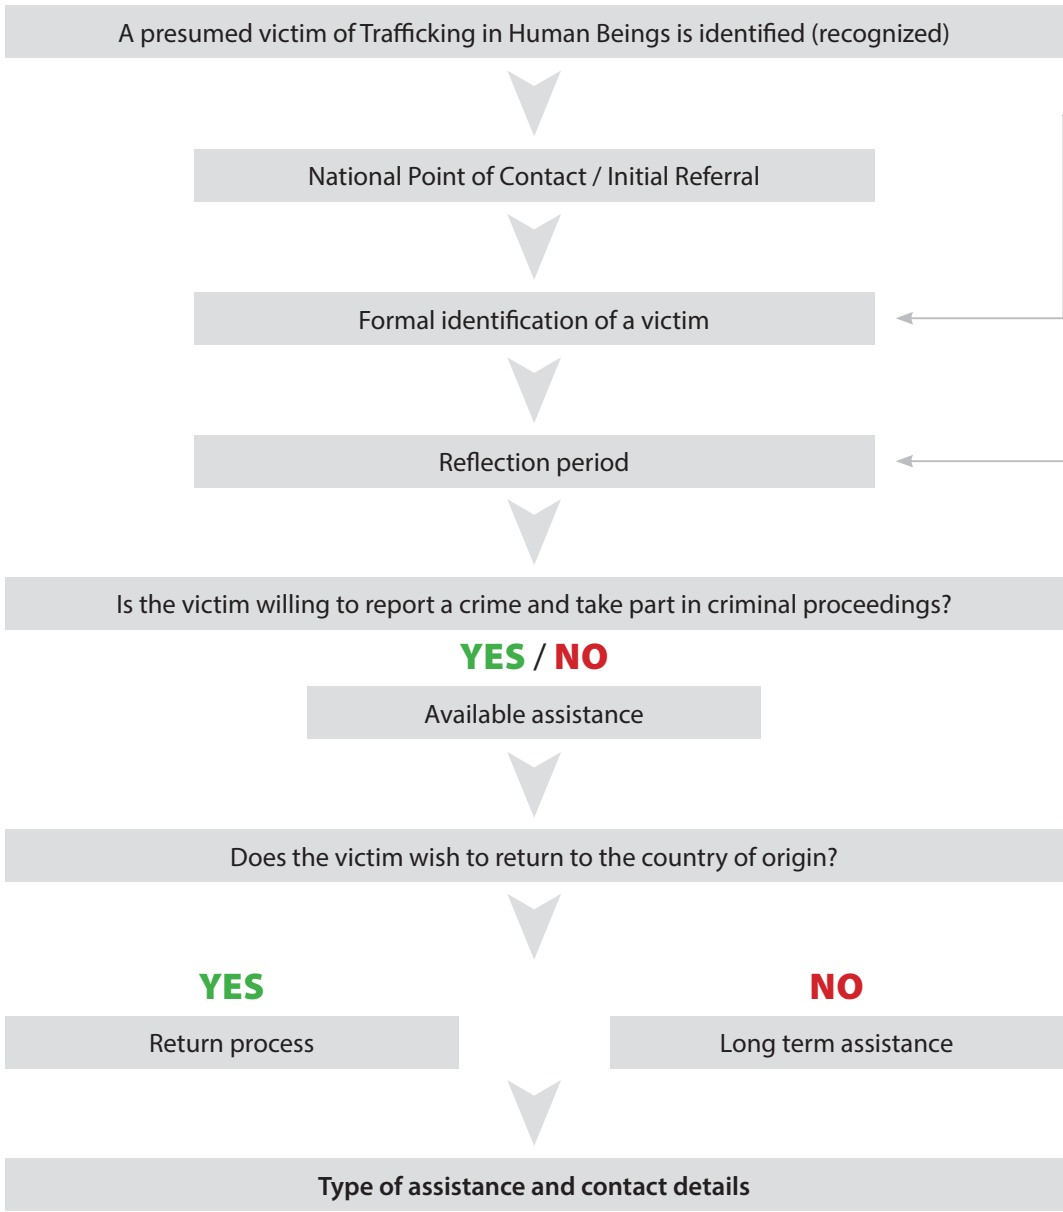 A presumed victim of Trafficking in Human Beings is identified (recognized)
National Point of Contact / Initial Referral
Formal identification of a victim
Reflection period
Is the victim willing to report a crime and take part in criminal proceedings?
YES / NO
Available assistance
Does the victim wish to return to the country of origin?
YES NO
Return process Long term assistance
Type of assistance and contact details